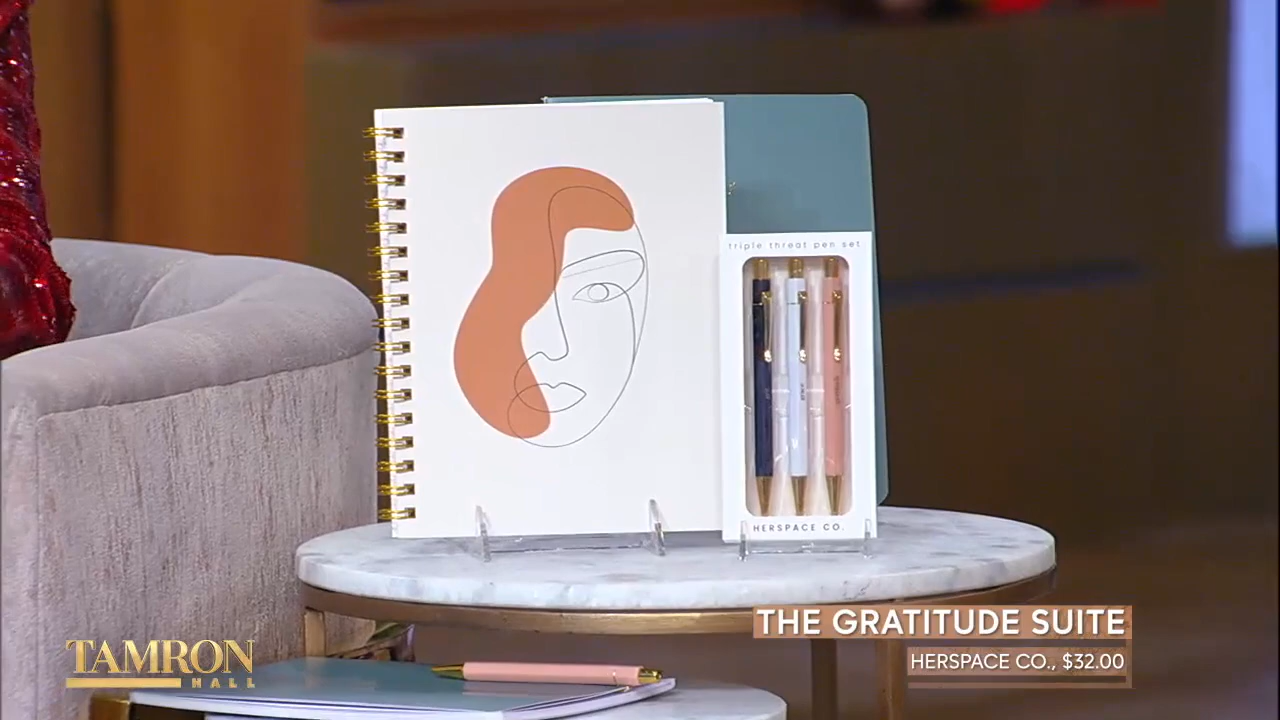 triple threat pen set
HERSPACE CO.
THE GRATITUDE SUITE
HERSPACE CO., $32.00
TAMRON
HALL